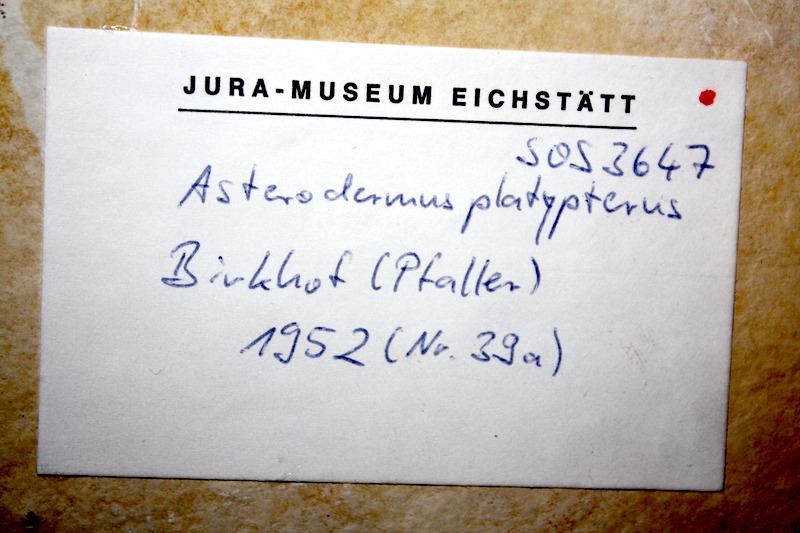 JURA-MUSEUM EICHSTÄTT
SOS 3647
Asterodermus platypterus
Birkhof (Pfaller)
1952 (Nr. 39a)